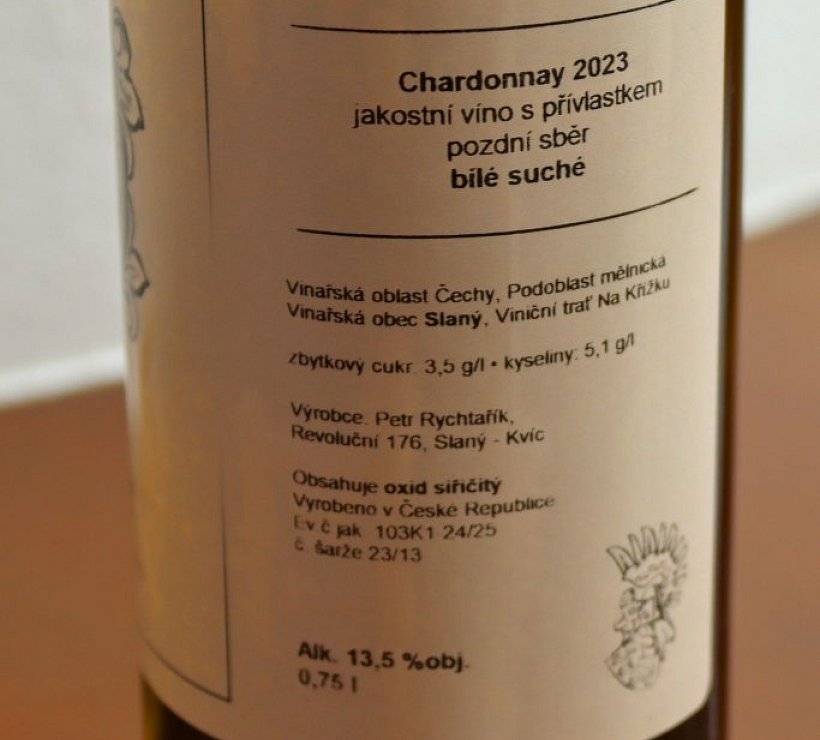 Chardonnay 2023
jakostní víno s přívlastkem
pozdní sběr
bílé suché
Vinařská oblast Čechy, Podoblast mělnická
Vinařská obec Slaný, Viniční trať Na Křížku
zbytkový cukr: 3,5 g/l • kyseliny: 5,1 g/l
Výrobce: Petr Rychtařík,
Revoluční 176, Slaný - Kvíc
Obsahuje oxid siřičitý
Vyrobeno v České Republice
Ev č jak 103K1 24/25
č šarže 23/13
Alk. 13,5 %obj.
0,75 l